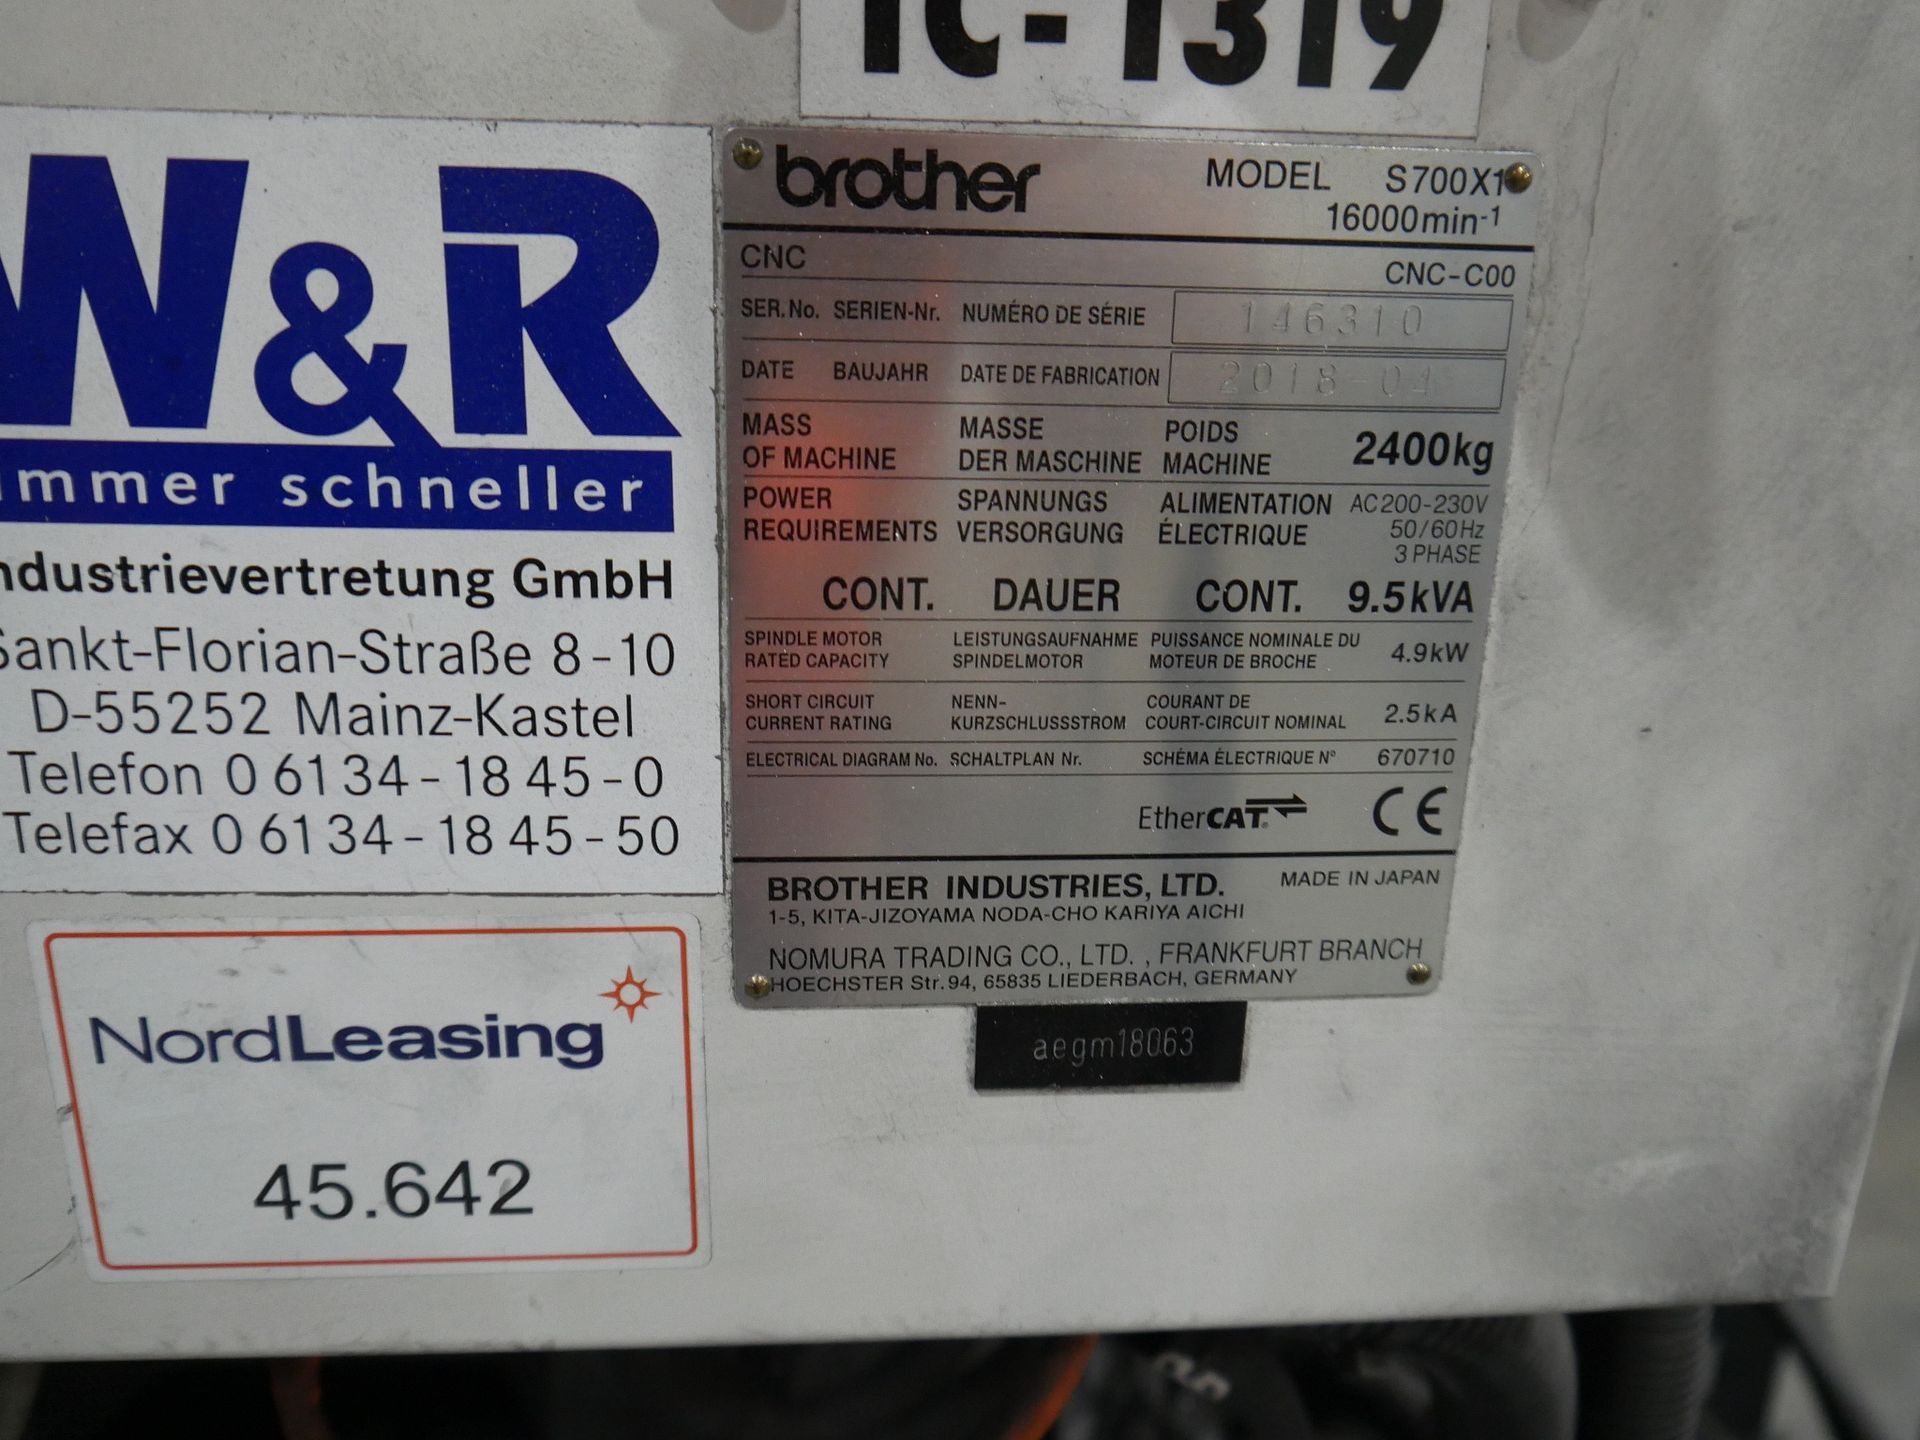 TC-1319
W&R
immer schneller
Industrievertretung GmbH
Sankt-Florian-Straße 8-10
D-55252 Mainz-Kastel
Telefon 0 61 34 - 18 45 - 0
Telefax 0 61 34 - 18 45 - 50
NordLeasing
45.642
brother MODEL S700X1
16000min-1
CNC CNC-C00
SER.No. SERIEN-Nr. NUMÉRO DE SÉRIE 146310
DATE BAUJAHR DATE DE FABRICATION 2018-04
MASS MASSE POIDS 2400kg
OF MACHINE DER MASCHINE MACHINE
POWER SPANNUNGS ALIMENTATION AC200-230V
REQUIREMENTS VERSORGUNG ÉLECTRIQUE 50/60Hz
3 PHASE
CONT. DAUER CONT. 9.5kVA
SPINDLE MOTOR LEISTUNGSAUFNAHME PUISSANCE NOMINALE DU 4.9kW
RATED CAPACITY SPINDELMOTOR MOTEUR DE BROCHE
SHORT CIRCUIT NENN- COURANT DE 2.5kA
CURRENT RATING KURZSCHLUSSSTROM COURT-CIRCUIT NOMINAL
ELECTRICAL DIAGRAM No. SCHALTPLAN Nr. SCHÉMA ÉLECTRIQUE N° 670710
EtherCAT® CE
BROTHER INDUSTRIES, LTD. MADE IN JAPAN
1-5, KITA-JIZOYAMA NODA-CHO KARIYA AICHI
NOMURA TRADING CO., LTD. , FRANKFURT BRANCH
HOECHSTER Str. 94, 65835 LIEDERBACH, GERMANY
aegm18063